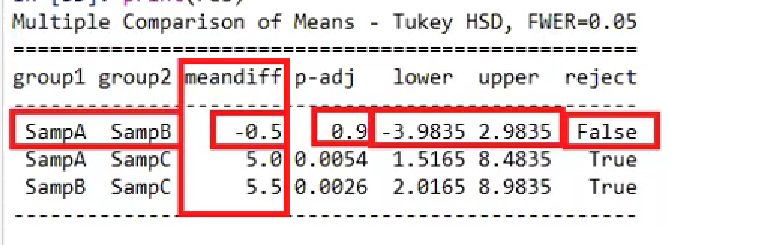 Multiple Comparison of Means - Tukey HSD, FWER=0.05
====================================================
group1 group2 meandiff p-adj lower upper reject
----------------------------------------------------
SampA SampB -0.5 0.9 -3.9835 2.9835 False
SampA SampC 5.0 0.0054 1.5165 8.4835 True
SampB SampC 5.5 0.0026 2.0165 8.9835 True
----------------------------------------------------